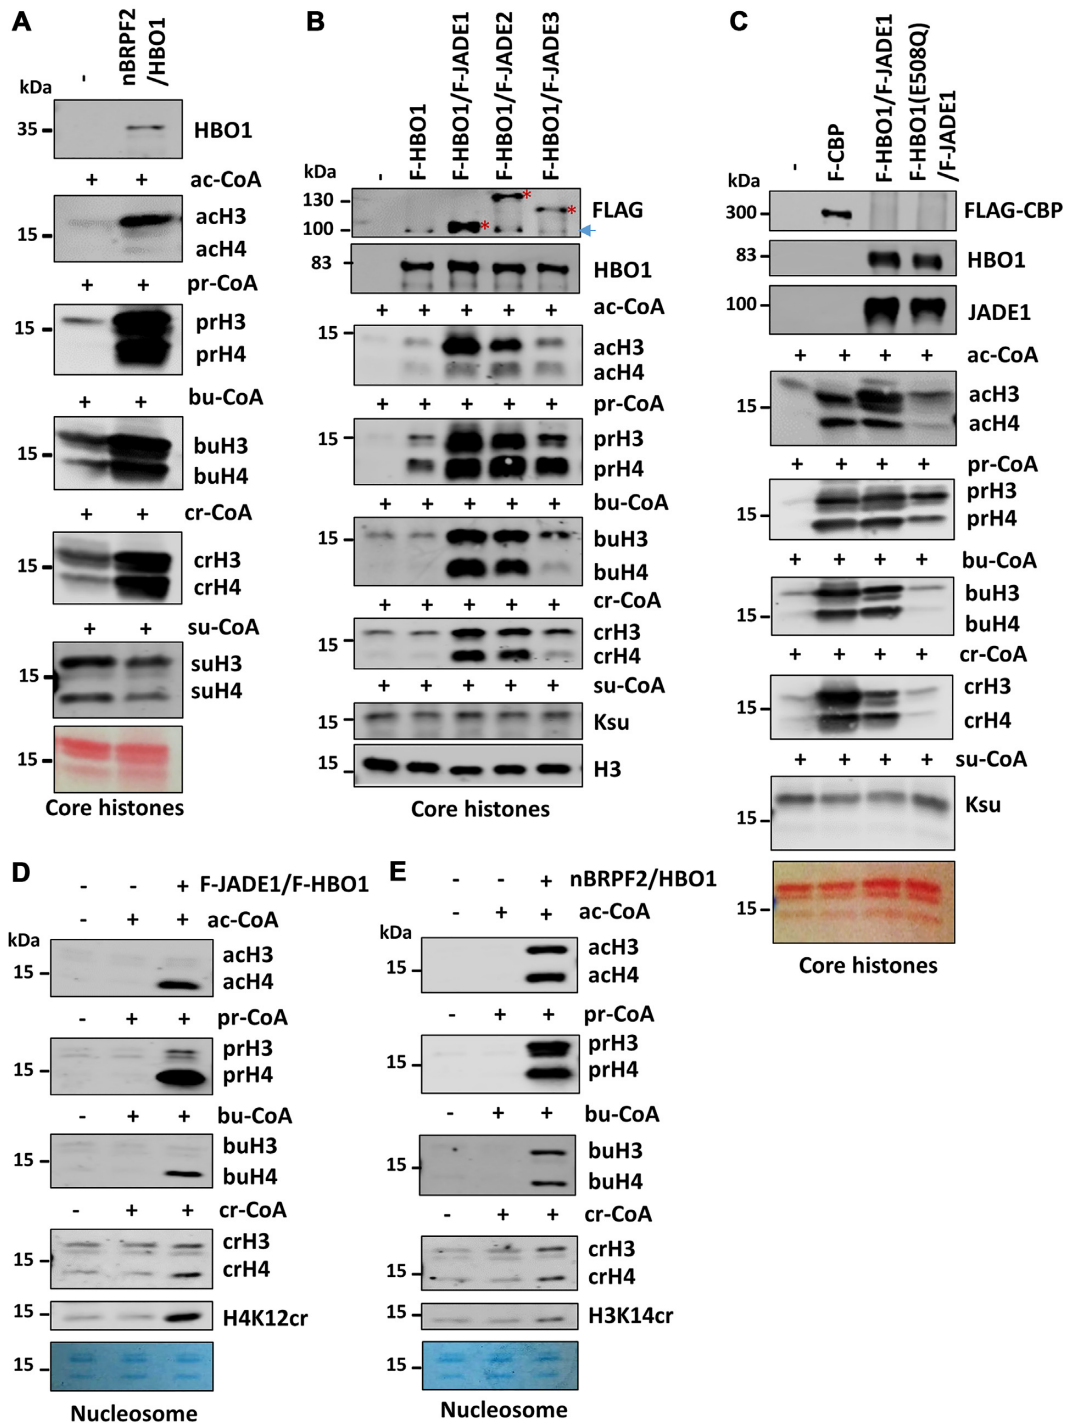 A
-
nBRPF2
/HBO1
kDa
35
HBO1
+ + ac-CoA
acH3
15
acH4
+ + pr-CoA
prH3
15
prH4
+ + bu-CoA
buH3
15
buH4
+ + cr-CoA
crH3
15
crH4
+ + su-CoA
suH3
15
suH4
15
Core histones
B
-
F-HBO1
F-HBO1/F-JADE1
F-HBO1/F-JADE2
F-HBO1/F-JADE3
kDa
130
* * *
FLAG
100
83
HBO1
+ + + + + ac-CoA
15
acH3
acH4
+ + + + + pr-CoA
15
prH3
prH4
+ + + + + bu-CoA
15
buH3
buH4
+ + + + + cr-CoA
15
crH3
crH4
+ + + + + su-CoA
15
Ksu
15
H3
Core histones
C
-
F-CBP
F-HBO1/F-JADE1
F-HBO1(E508Q)
/F-JADE1
kDa
300
FLAG-CBP
83
HBO1
100
JADE1
+ + + + ac-CoA
acH3
15
acH4
+ + + + pr-CoA
prH3
15
prH4
+ + + + bu-CoA
buH3
15
buH4
+ + + + cr-CoA
crH3
15
crH4
+ + + + su-CoA
Ksu
15
15
Core histones
D
- - + F-JADE1/F-HBO1
- + + ac-CoA
kDa
acH3
15
acH4
- + + pr-CoA
prH3
15
prH4
- + + bu-CoA
buH3
15
buH4
- + + cr-CoA
crH3
15
crH4
15
H4K12cr
15
Nucleosome
E
- - + nBRPF2/HBO1
- + + ac-CoA
kDa
acH3
15
acH4
- + + pr-CoA
prH3
15
prH4
- + + bu-CoA
buH3
15
buH4
- + + cr-CoA
crH3
15
crH4
15
H3K14cr
15
Nucleosome